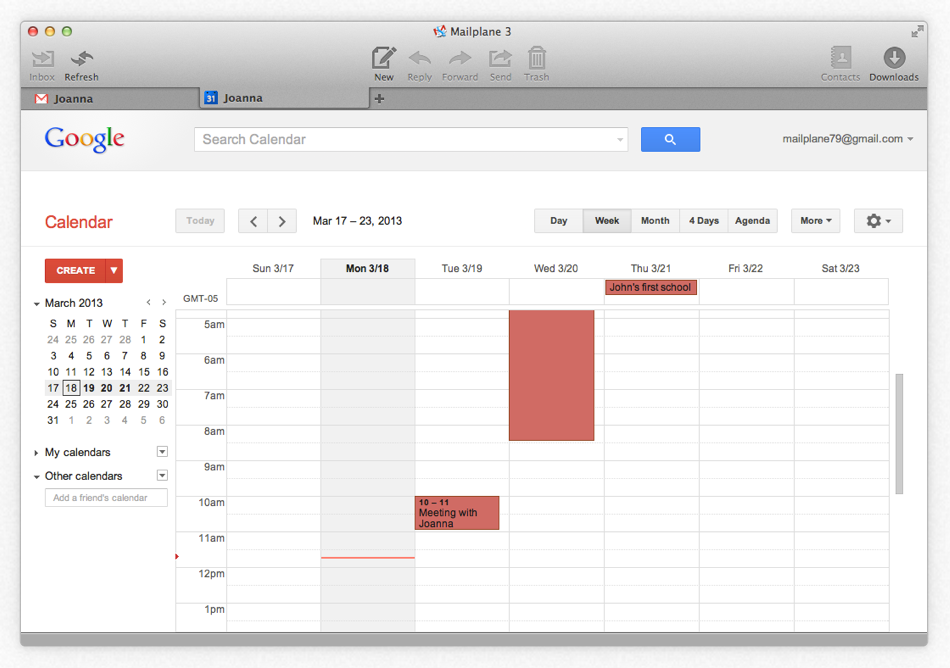 Mailplane 3
Inbox Refresh New Reply Forward Send Trash Contacts Downloads
Joanna 31 Joanna
Google Search Calendar mailplane79@gmail.com
Calendar Today Mar 17 – 23, 2013 Day Week Month 4 Days Agenda More
CREATE
Sun 3/17 Mon 3/18 Tue 3/19 Wed 3/20 Thu 3/21 Fri 3/22 Sat 3/23
GMT-05 John's first school
March 2013
S M T W T F S
24 25 26 27 28 1 2
3 4 5 6 7 8 9
10 11 12 13 14 15 16
17 18 19 20 21 22 23
24 25 26 27 28 29 30
31 1 2 3 4 5 6
My calendars
Other calendars
Add a friend's calendar
5am
6am
7am
8am
9am
10am
10 – 11
Meeting with
Joanna
11am
12pm
1pm